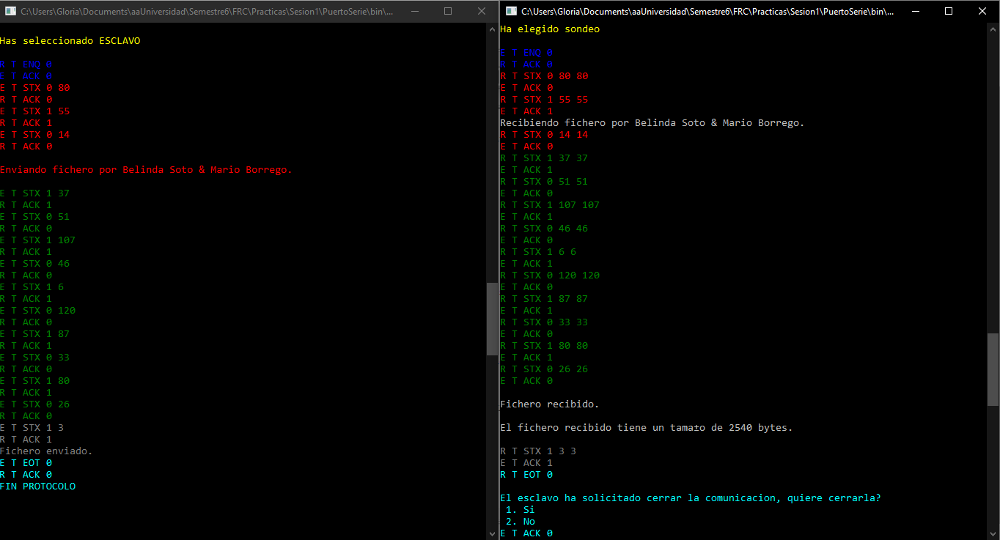 C:\Users\Gloria\Documents\aaUniversidad\Semestre6\FRC\Practicas\Sesion1\PuertoSerie\bin\...
Has seleccionado ESCLAVO
R T ENQ 0
E T ACK 0
E T STX 0 80
R T ACK 0
E T STX 1 55
R T ACK 1
E T STX 0 14
R T ACK 0
Enviando fichero por Belinda Soto & Mario Borrego.
E T STX 1 37
R T ACK 1
E T STX 0 51
R T ACK 0
E T STX 1 107
R T ACK 1
E T STX 0 46
R T ACK 0
E T STX 1 6
R T ACK 1
E T STX 0 120
R T ACK 0
E T STX 1 87
R T ACK 1
E T STX 0 33
R T ACK 0
E T STX 1 80
R T ACK 1
E T STX 0 26
R T ACK 0
E T STX 1 3
R T ACK 1
Fichero enviado.
E T EOT 0
R T ACK 0
FIN PROTOCOLO
C:\Users\Gloria\Documents\aaUniversidad\Semestre6\FRC\Practicas\Sesion1\PuertoSerie\bin\...
Ha elegido sondeo
E T ENQ 0
R T ACK 0
R T STX 0 80 80
E T ACK 0
R T STX 1 55 55
E T ACK 1
Recibiendo fichero por Belinda Soto & Mario Borrego.
R T STX 0 14 14
E T ACK 0
R T STX 1 37 37
E T ACK 1
R T STX 0 51 51
E T ACK 0
R T STX 1 107 107
E T ACK 1
R T STX 0 46 46
E T ACK 0
R T STX 1 6 6
E T ACK 1
R T STX 0 120 120
E T ACK 0
R T STX 1 87 87
E T ACK 1
R T STX 0 33 33
E T ACK 0
R T STX 1 80 80
E T ACK 1
R T STX 0 26 26
E T ACK 0
Fichero recibido.
El fichero recibido tiene un tama±o de 2540 bytes.
R T STX 1 3 3
E T ACK 1
R T EOT 0
El esclavo ha solicitado cerrar la comunicacion, quiere cerrarla?
1. Si
2. No
E T ACK 0